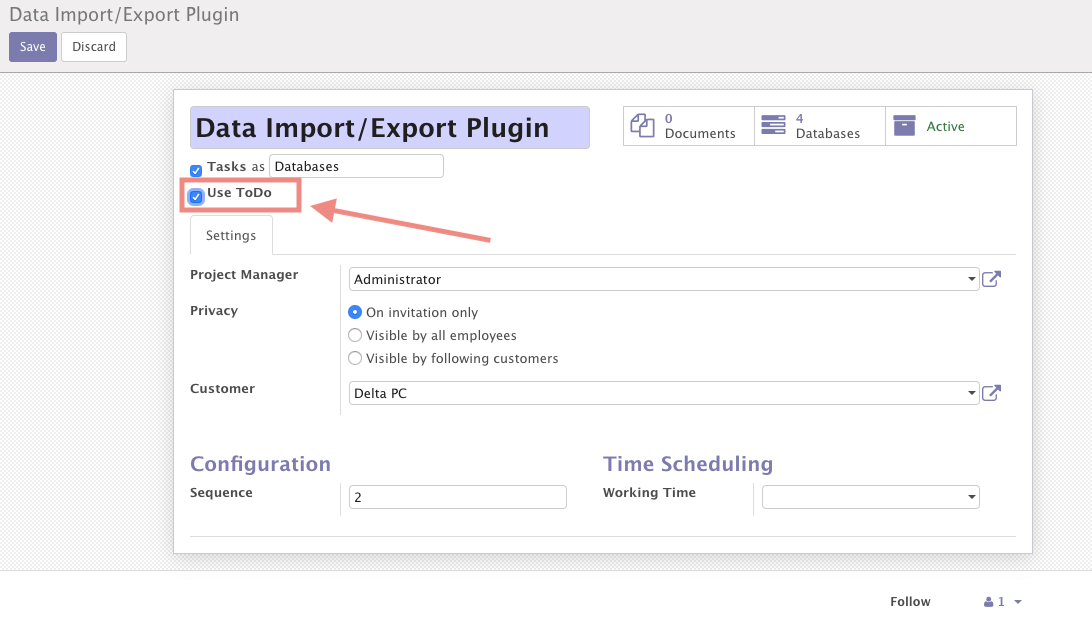 Data Import/Export Plugin
Save Discard
Data Import/Export Plugin
0 Documents
4 Databases
Active
Tasks as Databases
Use ToDo
Settings
Project Manager Administrator
Privacy On invitation only
Visible by all employees
Visible by following customers
Customer Delta PC
Configuration
Sequence 2
Time Scheduling
Working Time
Follow 1